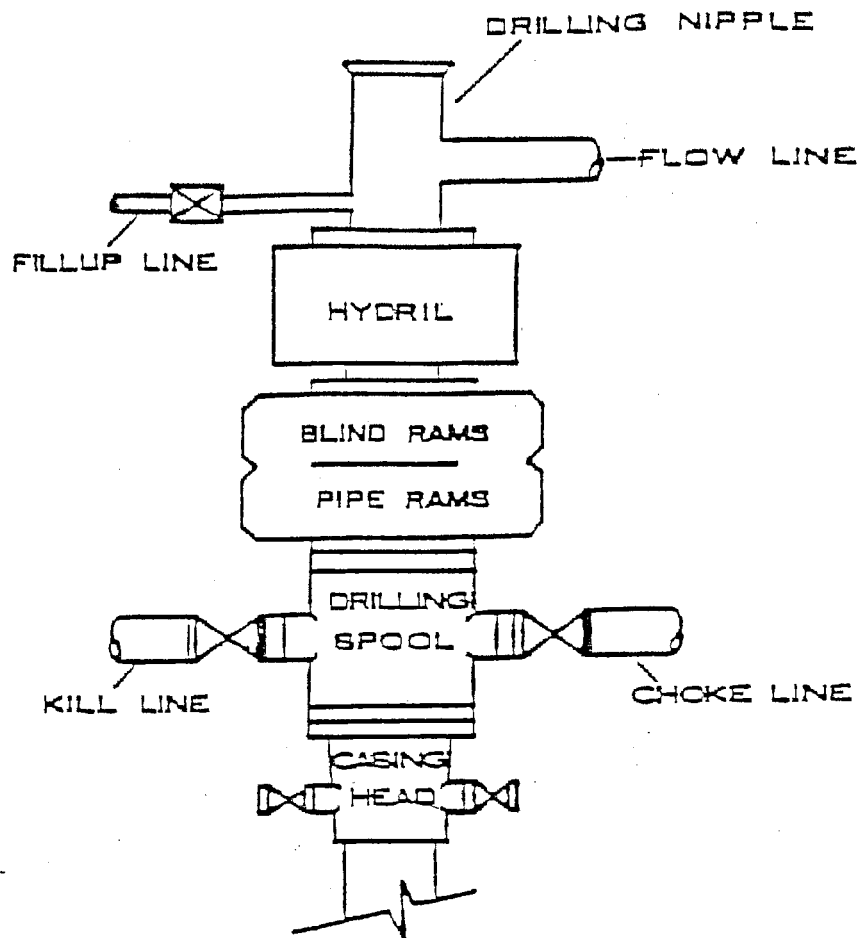 DRILLING NIPPLE
FLOW LINE
FILLUP LINE
HYDRIL
BLIND RAMS
PIPE RAMS
DRILLING
SPOOL
KILL LINE
CHOKE LINE
CASING
HEAD